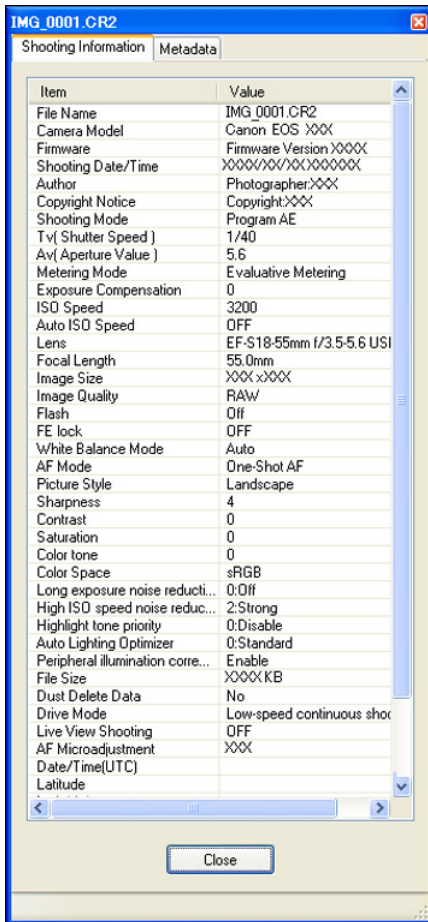 IMG_0001.CR2
Shooting Information Metadata
Item Value
File Name IMG_0001.CR2
Camera Model Canon EOS XXX
Firmware Firmware Version XXXX
Shooting Date/Time XXXX/XX/XX XXXXXX
Author Photographer:XXX
Copyright Notice Copyright:XXX
Shooting Mode Program AE
Tv( Shutter Speed ) 1/40
Av( Aperture Value ) 5.6
Metering Mode Evaluative Metering
Exposure Compensation 0
ISO Speed 3200
Auto ISO Speed OFF
Lens EF-S18-55mm f/3.5-5.6 USI
Focal Length 55.0mm
Image Size XXX xXXX
Image Quality RAW
Flash Off
FE lock OFF
White Balance Mode Auto
AF Mode One-Shot AF
Picture Style Landscape
Sharpness 4
Contrast 0
Saturation 0
Color tone 0
Color Space sRGB
Long exposure noise reducti... 0:Off
High ISO speed noise reduc... 2:Strong
Highlight tone priority 0:Disable
Auto Lighting Optimizer 0:Standard
Peripheral illumination corre... Enable
File Size XXXX KB
Dust Delete Data No
Drive Mode Low-speed continuous shoo
Live View Shooting OFF
AF Microadjustment XXX
Date/Time(UTC)
Latitude
Close